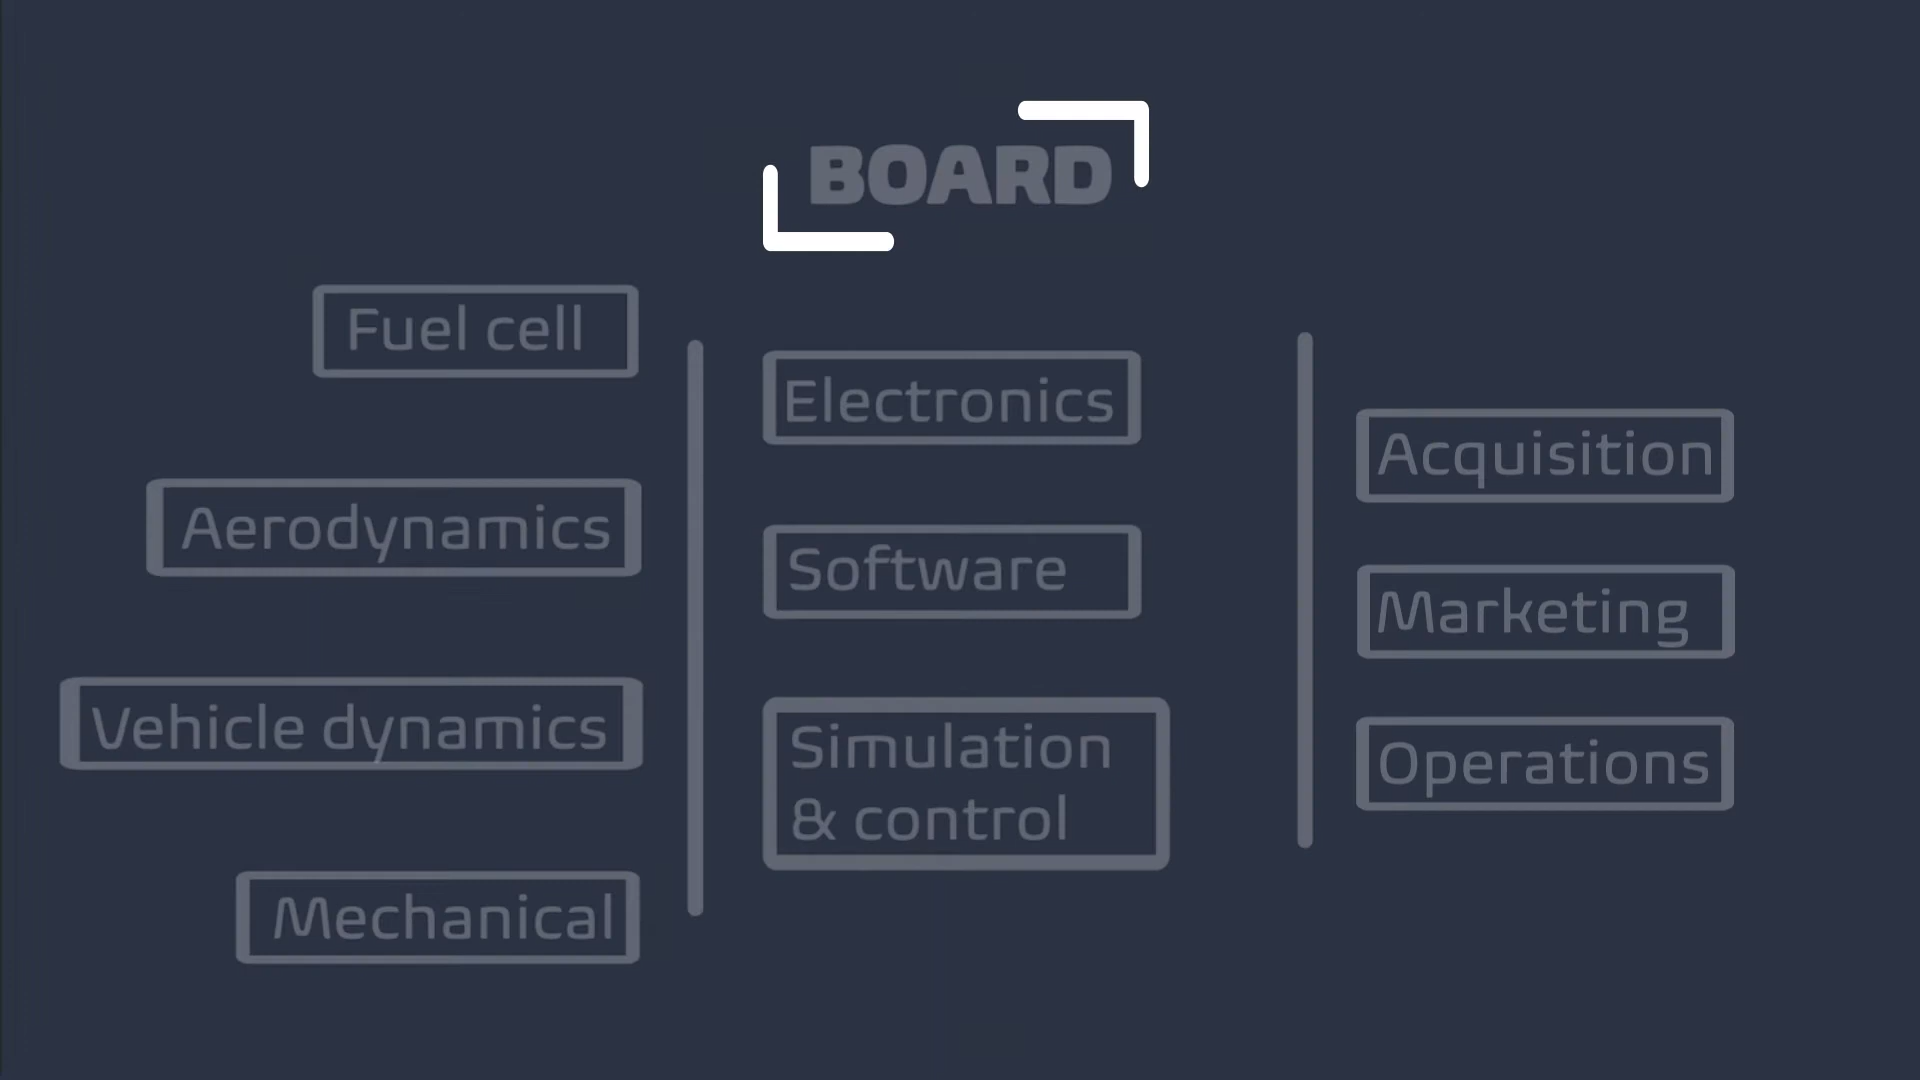 BOARD
Fuel cell
Aerodynamics
Vehicle dynamics
Mechanical
Electronics
Software
Simulation
& control
Acquisition
Marketing
Operations